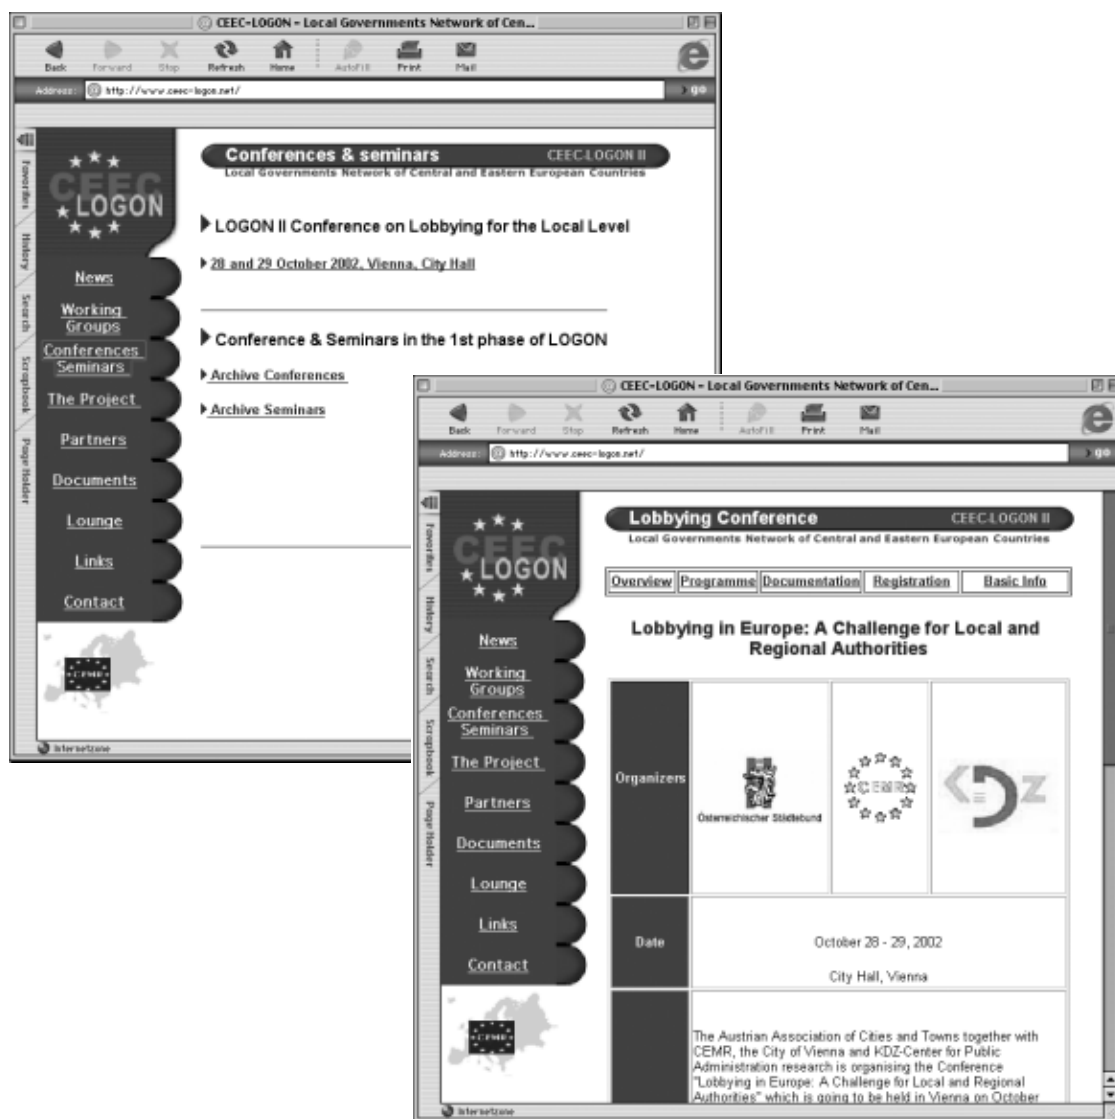 CEEC-LOGON - Local Governments Network of Cen...
Back Forward Stop Refresh Home AutoFill Print Mail
Address: http://www.ceec-logon.net/ go
Favorites
History
Search
Scrapbook
Page Holder
CEEC
LOGON
News
Working
Groups
Conferences
Seminars
The Project
Partners
Documents
Lounge
Links
Contact
CEMR
Conferences & seminars CEEC-LOGON II
Local Governments Network of Central and Eastern European Countries
LOGON II Conference on Lobbying for the Local Level
28 and 29 October 2002, Vienna, City Hall
Conference & Seminars in the 1st phase of LOGON
Archive Conferences
Archive Seminars
Internetzone
CEEC-LOGON - Local Governments Network of Cen...
Back Forward Stop Refresh Home AutoFill Print Mail
Address: http://www.ceec-logon.net/ go
Favorites
History
Search
Scrapbook
Page Holder
CEEC
LOGON
News
Working
Groups
Conferences
Seminars
The Project
Partners
Documents
Lounge
Links
Contact
CEMR
Lobbying Conference CEEC-LOGON II
Local Governments Network of Central and Eastern European Countries
Overview Programme Documentation Registration Basic Info
Lobbying in Europe: A Challenge for Local and
Regional Authorities
Organizers
Österreichischer Städtebund
CEMR
KDZ
Date
October 28 - 29, 2002
City Hall, Vienna
The Austrian Association of Cities and Towns together with
CEMR, the City of Vienna and KDZ-Center for Public
Administration research is organising the Conference
"Lobbying in Europe: A Challenge for Local and Regional
Authorities" which is going to be held in Vienna on October
Internetzone